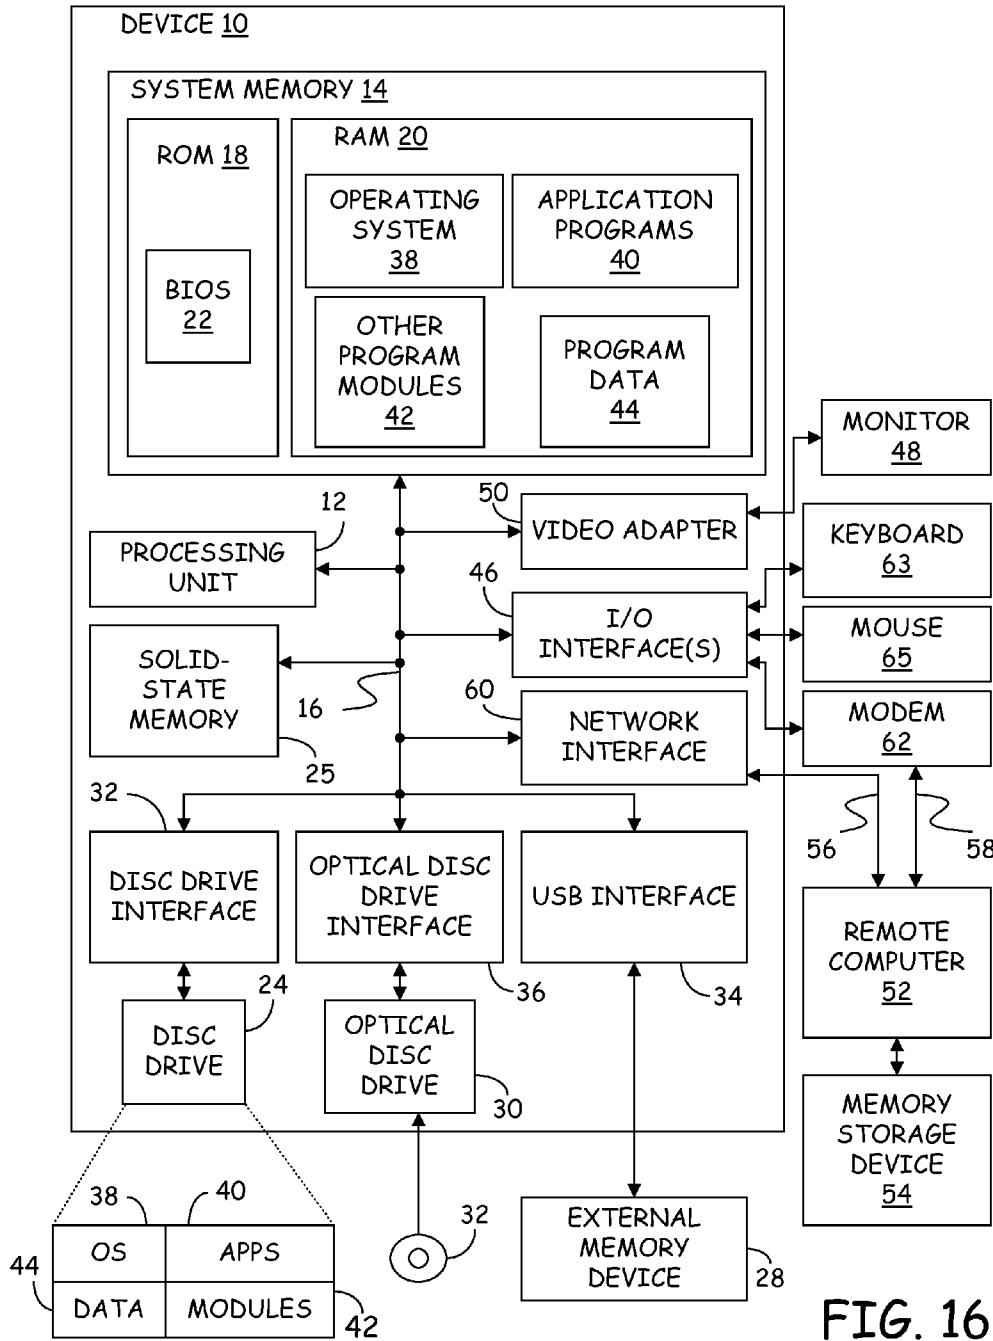 DEVICE 10
SYSTEM MEMORY 14
ROM 18
BIOS
22
RAM 20
OPERATING
SYSTEM
38
APPLICATION
PROGRAMS
40
OTHER
PROGRAM
MODULES
42
PROGRAM
DATA
44
MONITOR
48
12
PROCESSING
UNIT
50
VIDEO ADAPTER
KEYBOARD
63
46
I/O
INTERFACE(S)
MOUSE
65
SOLID-
STATE
MEMORY
25
16
60
NETWORK
INTERFACE
MODEM
62
56
58
32
DISC DRIVE
INTERFACE
OPTICAL DISC
DRIVE
INTERFACE
36
USB INTERFACE
34
REMOTE
COMPUTER
52
24
DISC
DRIVE
OPTICAL
DISC
DRIVE
30
MEMORY
STORAGE
DEVICE
54
38
40
OS
APPS
44
DATA
MODULES
42
32
EXTERNAL
MEMORY
DEVICE
28
FIG. 16